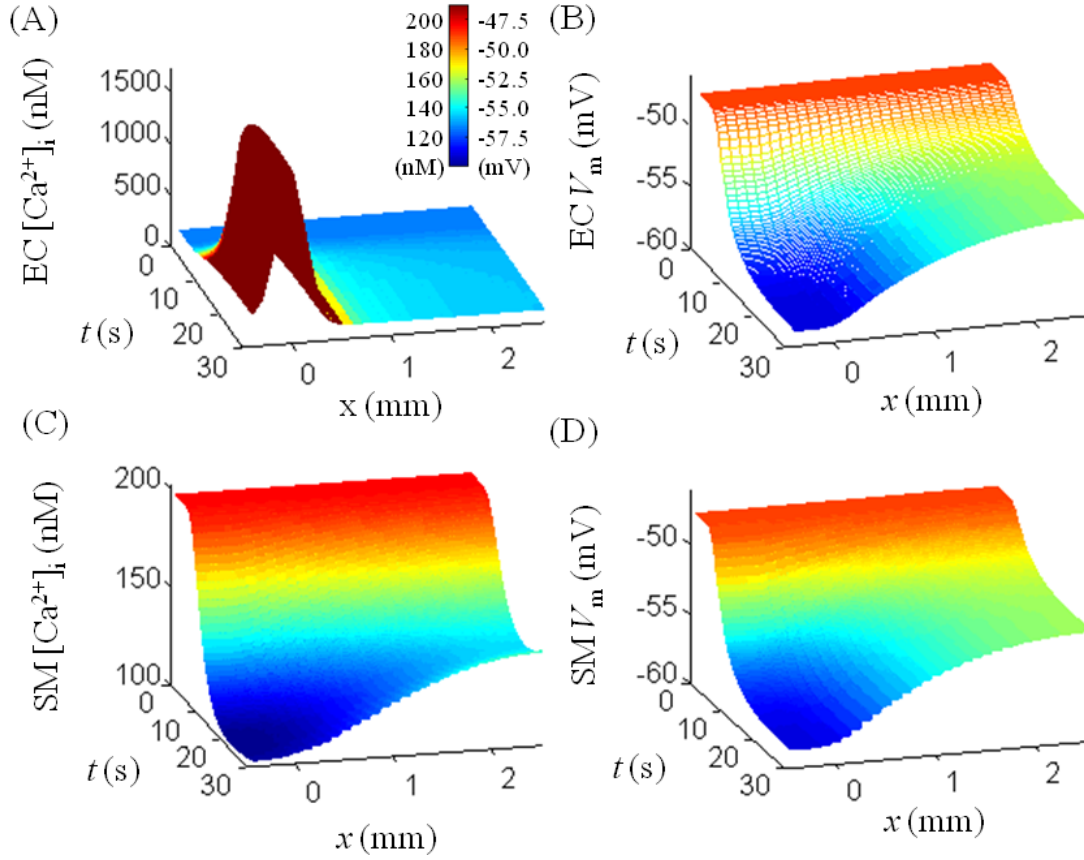 (A)
EC [Ca²⁺]i (nM)
1500
1000
500
0
0
10
20
30
t (s)
0
1
2
x (mm)
200 -47.5
180 -50.0
160 -52.5
140 -55.0
120 -57.5
(nM) (mV)
(B)
EC Vm (mV)
-50
-55
-60
0
10
20
30
t (s)
0
1
2
x (mm)
(C)
SM [Ca²⁺]i (nM)
200
150
100
0
10
20
30
t (s)
0
1
2
x (mm)
(D)
SM Vm (mV)
-50
-55
-60
0
10
20
30
t (s)
0
1
2
x (mm)